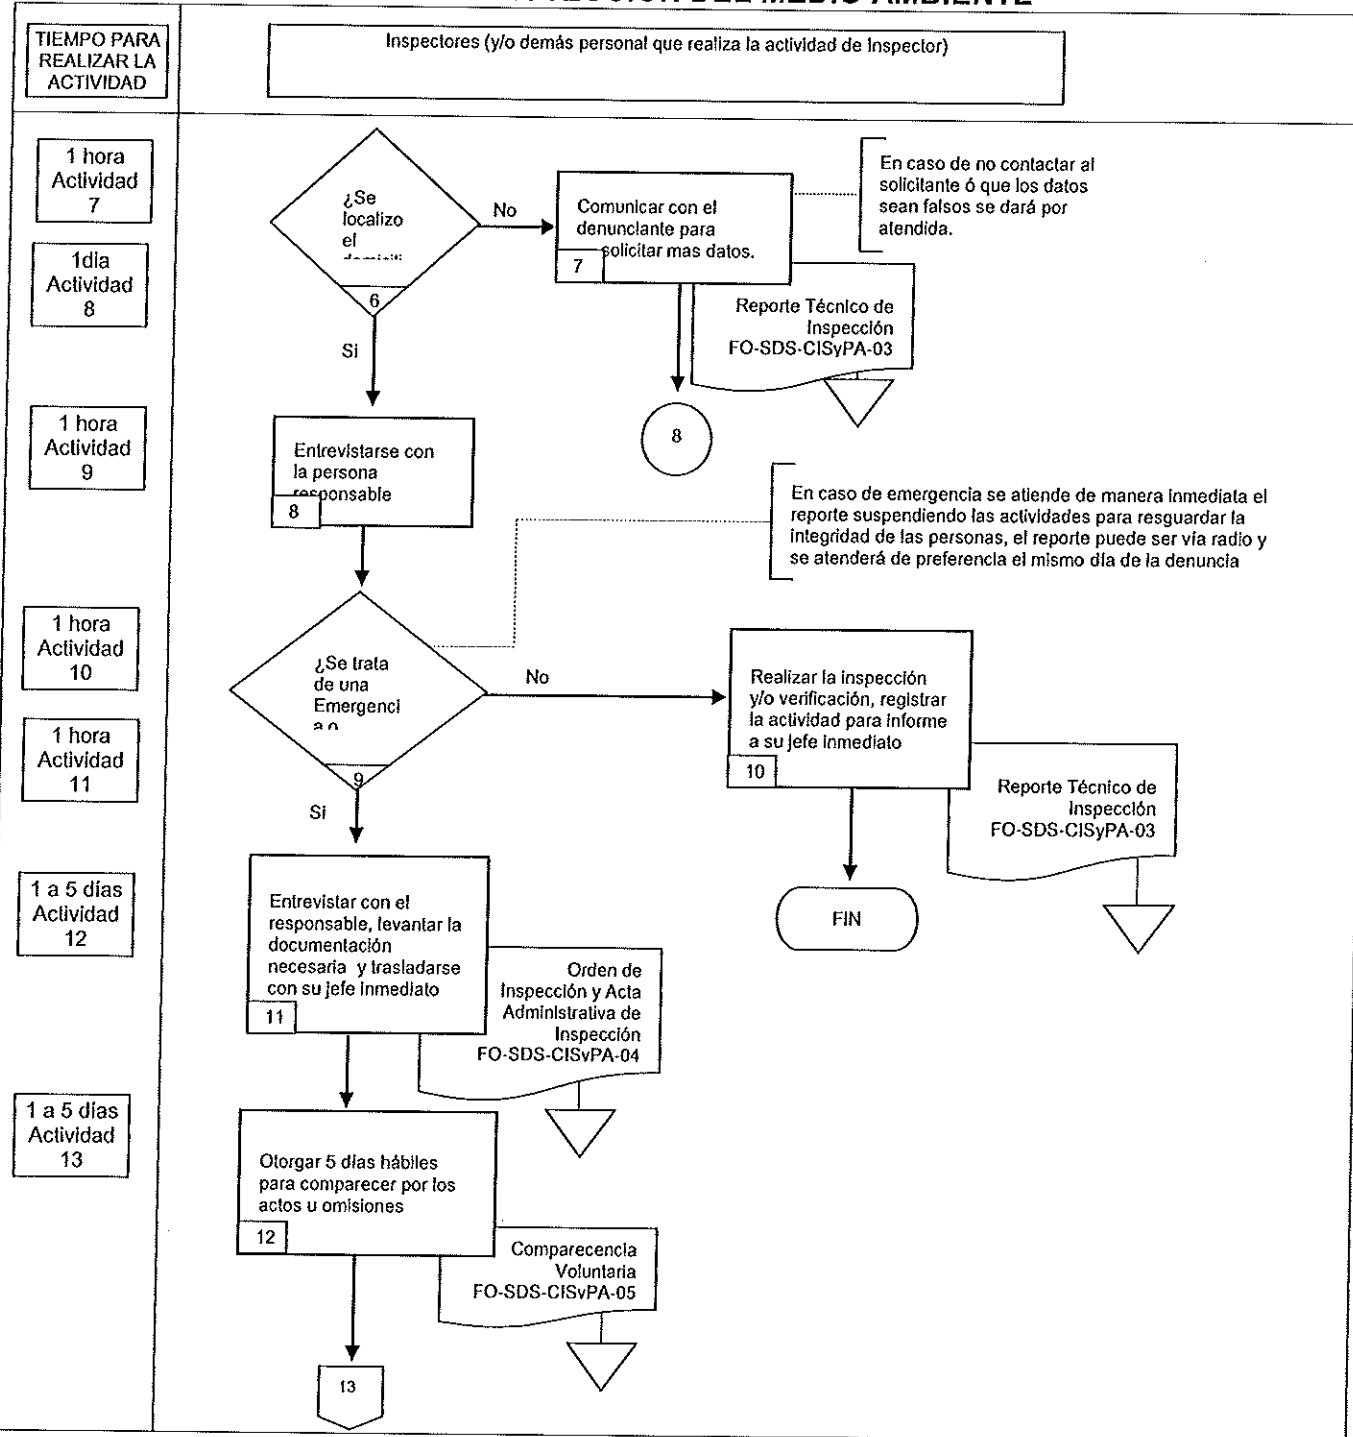 DEL MEDIO AMBIENTE
TIEMPO PARA
REALIZAR LA
ACTIVIDAD
Inspectores (y/o demás personal que realiza la actividad de Inspector)
1 hora
Actividad
7
1dia
Actividad
8
1 hora
Actividad
9
1 hora
Actividad
10
1 hora
Actividad
11
1 a 5 días
Actividad
12
1 a 5 días
Actividad
13
¿Se
localizo
el
6
No
Si
Comunicar con el
denunciante para
solicitar mas datos.
7
En caso de no contactar al
solicitante ó que los datos
sean falsos se dará por
atendida.
Reporte Técnico de
Inspección
FO-SDS-CISyPA-03
8
Entrevistarse con
la persona
responsable
8
En caso de emergencia se atiende de manera inmediata el
reporte suspendiendo las actividades para resguardar la
integridad de las personas, el reporte puede ser vía radio y
se atenderá de preferencia el mismo día de la denuncia
¿Se trata
de una
Emergenci
a o
9
No
Si
Realizar la inspección
y/o verificación, registrar
la actividad para informe
a su jefe inmediato
10
Reporte Técnico de
Inspección
FO-SDS-CISyPA-03
FIN
Entrevistar con el
responsable, levantar la
documentación
necesaria y trasladarse
con su jefe inmediato
11
Orden de
Inspección y Acta
Administrativa de
Inspección
FO-SDS-CISyPA-04
Otorgar 5 días hábiles
para comparecer por los
actos u omisiones
12
Comparecencia
Voluntaria
FO-SDS-CISyPA-05
13